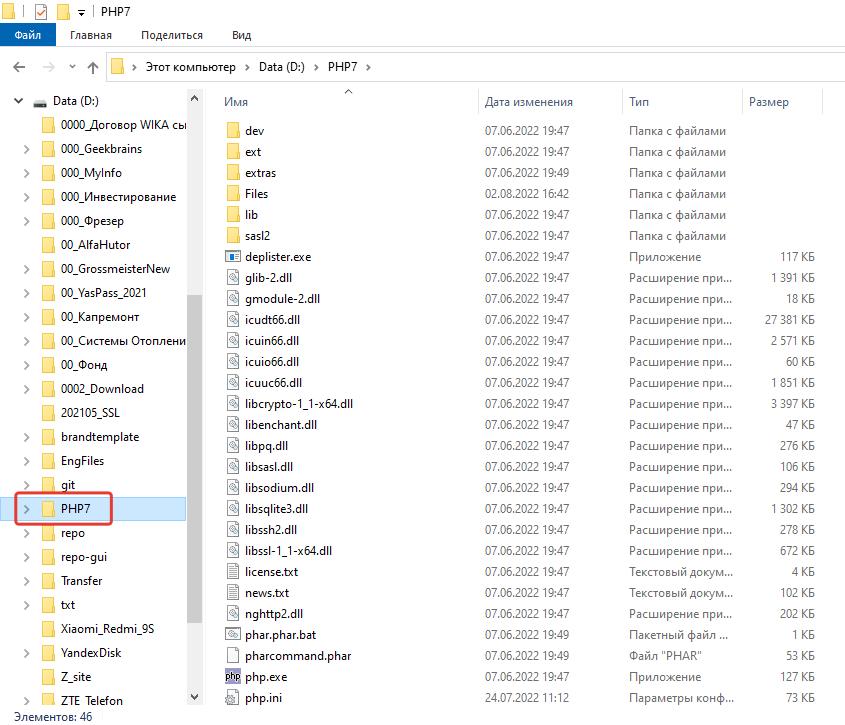 PHP7
Файл Главная Поделиться Вид
Этот компьютер Data (D:) PHP7
Data (D:)
0000_Договор WIKA сы
000_Geekbrains
000_MyInfo
000_Инвестирование
000_Фрезер
00_AlfaHutor
00_GrossmeisterNew
00_YasPass_2021
00_Капремонт
00_Системы Отоплени
00_Фонд
0002_Download
202105_SSL
brandtemplate
EngFiles
git
PHP7
repo
repo-gui
Transfer
txt
Xiaomi_Redmi_9S
YandexDisk
Z_site
ZTE_Telefon
Имя Дата изменения Тип Размер
dev 07.06.2022 19:47 Папка с файлами
ext 07.06.2022 19:47 Папка с файлами
extras 07.06.2022 19:49 Папка с файлами
Files 02.08.2022 16:42 Папка с файлами
lib 07.06.2022 19:47 Папка с файлами
sasl2 07.06.2022 19:47 Папка с файлами
deplister.exe 07.06.2022 19:47 Приложение 117 КБ
glib-2.dll 07.06.2022 19:47 Расширение при... 1 391 КБ
gmodule-2.dll 07.06.2022 19:47 Расширение при... 18 КБ
icudt66.dll 07.06.2022 19:47 Расширение при... 27 381 КБ
icuin66.dll 07.06.2022 19:47 Расширение при... 2 571 КБ
icuio66.dll 07.06.2022 19:47 Расширение при... 60 КБ
icuuc66.dll 07.06.2022 19:47 Расширение при... 1 851 КБ
libcrypto-1_1-x64.dll 07.06.2022 19:47 Расширение при... 3 397 КБ
libenchant.dll 07.06.2022 19:47 Расширение при... 47 КБ
libpq.dll 07.06.2022 19:47 Расширение при... 276 КБ
libsasl.dll 07.06.2022 19:47 Расширение при... 106 КБ
libsodium.dll 07.06.2022 19:47 Расширение при... 294 КБ
libsqlite3.dll 07.06.2022 19:47 Расширение при... 1 302 КБ
libssh2.dll 07.06.2022 19:47 Расширение при... 278 КБ
libssl-1_1-x64.dll 07.06.2022 19:47 Расширение при... 672 КБ
license.txt 07.06.2022 19:47 Текстовый докум... 4 КБ
news.txt 07.06.2022 19:47 Текстовый докум... 102 КБ
nghttp2.dll 07.06.2022 19:47 Расширение при... 202 КБ
phar.phar.bat 07.06.2022 19:49 Пакетный файл ... 1 КБ
pharcommand.phar 07.06.2022 19:49 Файл "PHAR" 53 КБ
php php.exe 07.06.2022 19:47 Приложение 127 КБ
php.ini 24.07.2022 11:12 Параметры конф... 73 КБ
Элементов: 46